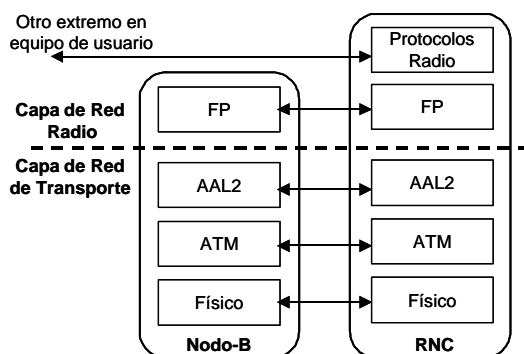 Otro extremo en
equipo de usuario
Protocolos
Radio
Capa de Red
Radio
FP
FP
Capa de Red
de Transporte
AAL2
AAL2
ATM
ATM
Físico
Físico
Nodo-B
RNC